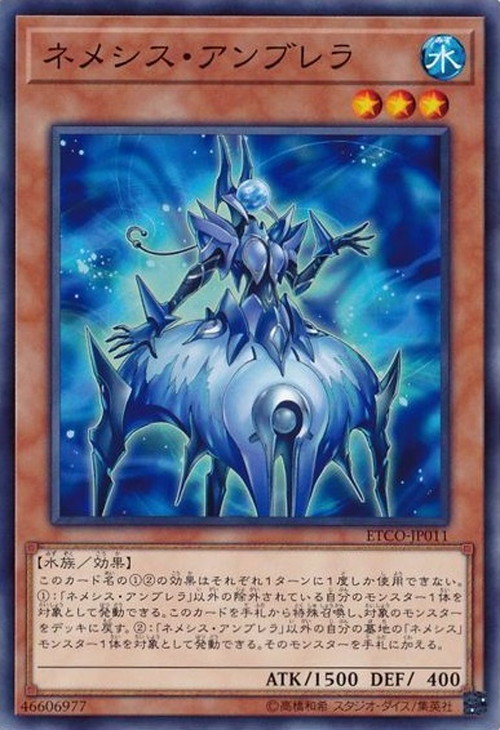 ネメシス・アンブレラ
水
ETCO-JP011
【水族／効果】
このカード名の①②の効果はそれぞれ1ターンに1度しか使用できない。
①：「ネメシス・アンブレラ」以外の除外されている自分のモンスター1体を
対象として発動できる。このカードを手札から特殊召喚し、対象のモンスター
をデッキに戻す。②：「ネメシス・アンブレラ」以外の自分の墓地の「ネメシス」
モンスター1体を対象として発動できる。そのモンスターを手札に加える。
ATK/1500 DEF/ 400
46606977
©高橋和希 スタジオ・ダイス/集英社